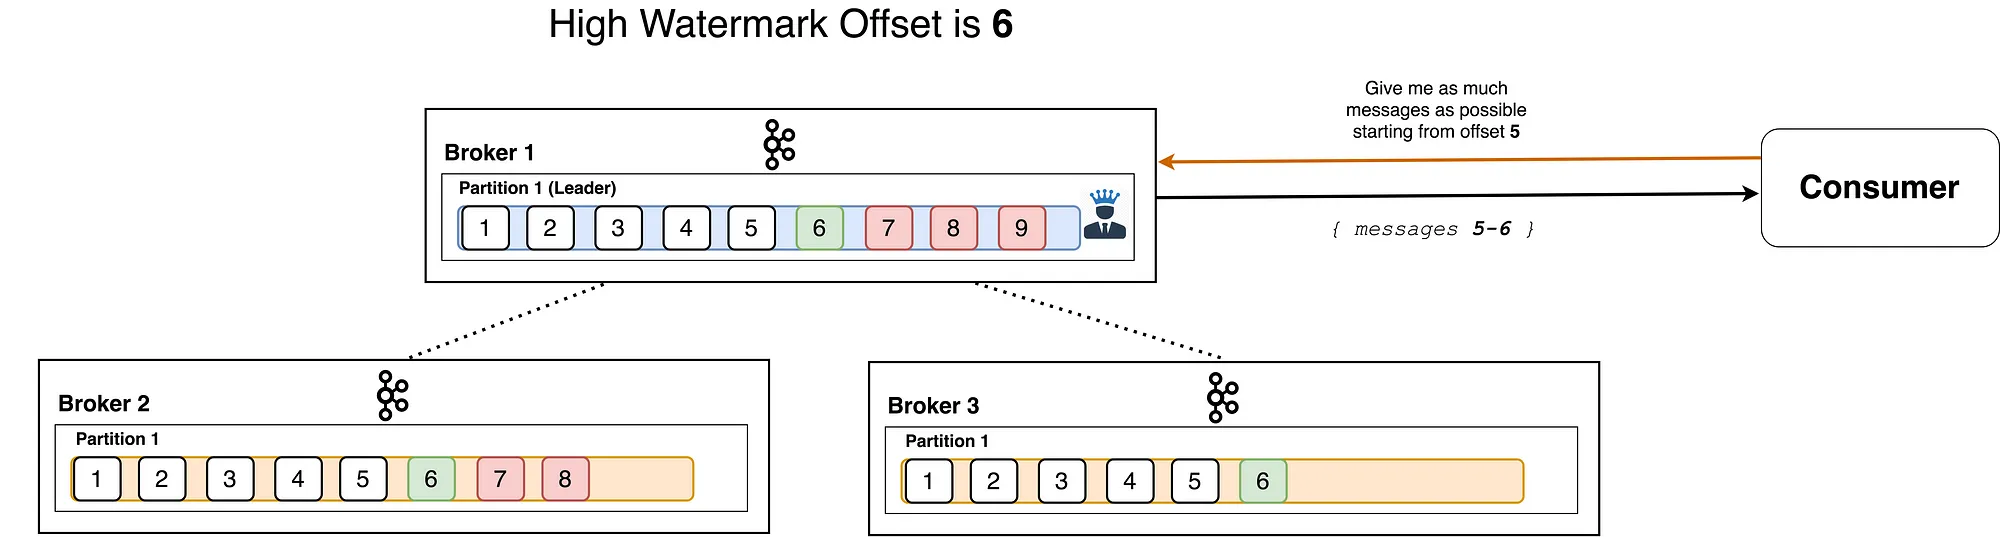 High Watermark Offset is 6
Give me as much
messages as possible
starting from offset 5
Broker 1
Partition 1 (Leader)
1 2 3 4 5 6 7 8 9
Consumer
{ messages 5-6 }
Broker 2
Partition 1
1 2 3 4 5 6 7 8
Broker 3
Partition 1
1 2 3 4 5 6